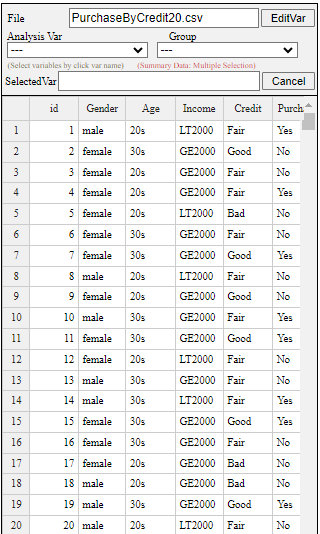 File PurchaseByCredit20.csv EditVar
Analysis Var Group
--- ---
(Select variables by click var name) (Summary Data: Multiple Selection)
SelectedVar Cancel
id Gender Age Income Credit Purch
1 1 male 20s LT2000 Fair Yes
2 2 female 30s GE2000 Good No
3 3 female 20s GE2000 Fair No
4 4 female 20s GE2000 Fair Yes
5 5 female 20s LT2000 Bad No
6 6 female 30s GE2000 Fair No
7 7 female 30s GE2000 Good Yes
8 8 male 20s LT2000 Fair No
9 9 female 20s GE2000 Good No
10 10 male 30s GE2000 Fair Yes
11 11 female 30s GE2000 Good Yes
12 12 female 20s LT2000 Fair No
13 13 male 30s GE2000 Fair No
14 14 male 30s LT2000 Fair Yes
15 15 female 30s GE2000 Good Yes
16 16 female 30s GE2000 Fair No
17 17 female 20s GE2000 Bad No
18 18 male 20s GE2000 Bad No
19 19 male 30s GE2000 Good Yes
20 20 male 20s LT2000 Fair No